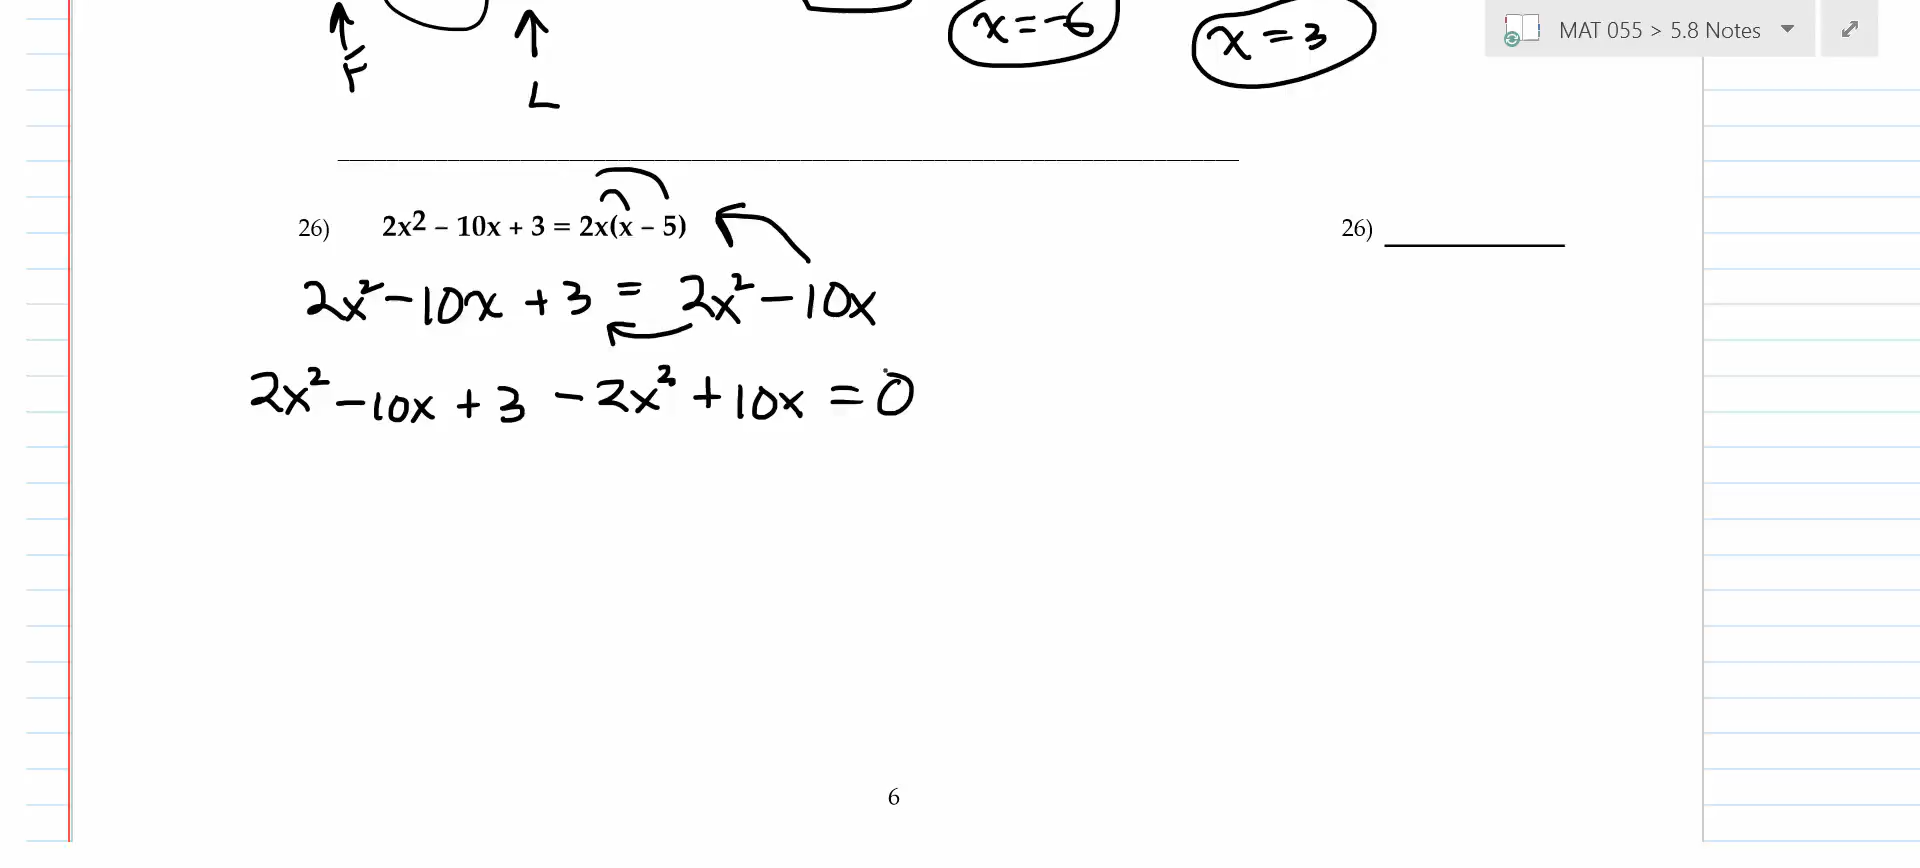 x = -6
x = 3
MAT 055 > 5.8 Notes
F
L
26) 2x² – 10x + 3 = 2x(x – 5)
26) ____________
2x² - 10x + 3 = 2x² - 10x
2x² - 10x + 3 - 2x² + 10x = 0
6